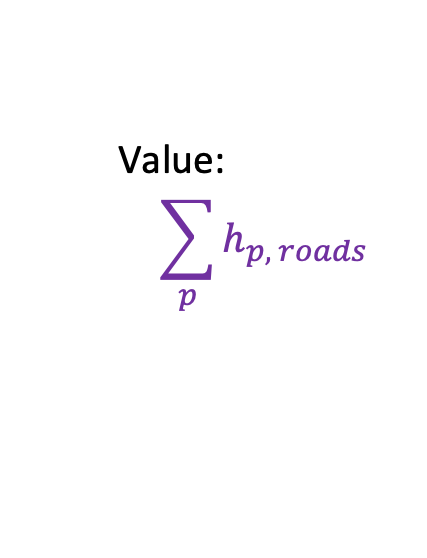 Value:
∑ h_{p, roads}
p